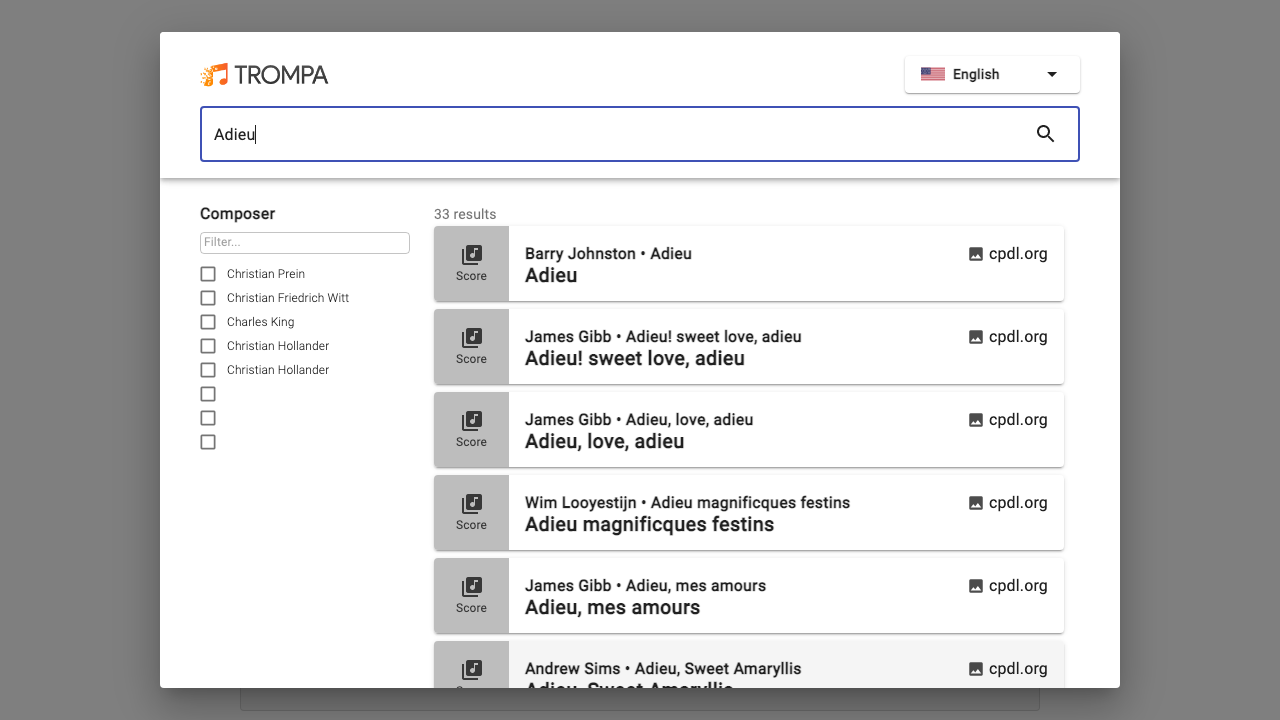 TROMPA
English
Adieu
Composer
Filter...
Christian Prein
Christian Friedrich Witt
Charles King
Christian Hollander
Christian Hollander
33 results
Score
Barry Johnston • Adieu
Adieu
cpdl.org
Score
James Gibb • Adieu! sweet love, adieu
Adieu! sweet love, adieu
cpdl.org
Score
James Gibb • Adieu, love, adieu
Adieu, love, adieu
cpdl.org
Score
Wim Looyestijn • Adieu magnificques festins
Adieu magnificques festins
cpdl.org
Score
James Gibb • Adieu, mes amours
Adieu, mes amours
cpdl.org
Andrew Sims • Adieu, Sweet Amaryllis
Adieu, Sweet Amaryllis
cpdl.org